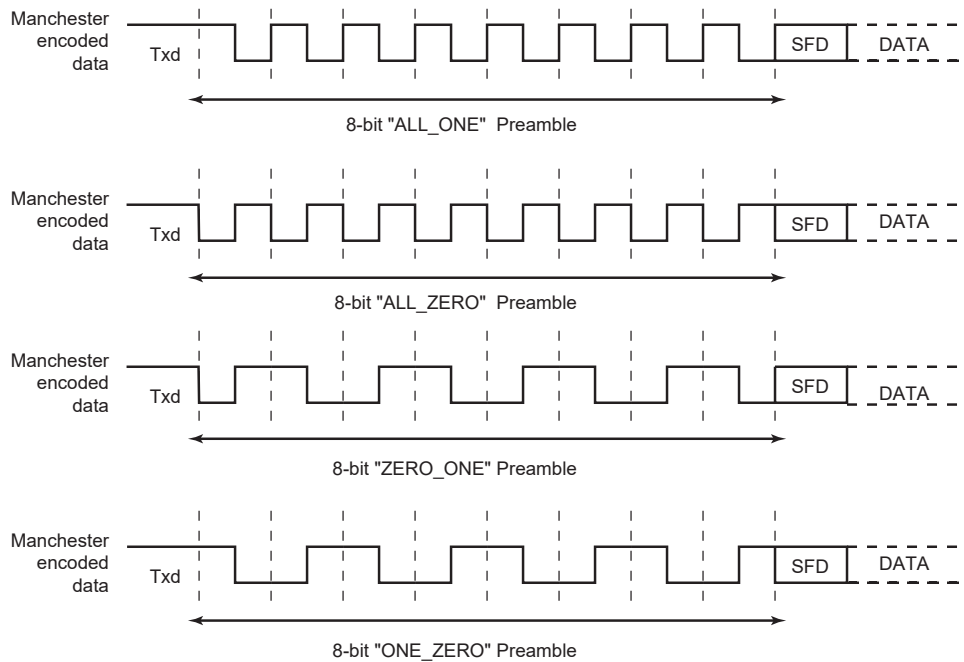 Manchester
encoded
data
Txd
SFD
DATA
8-bit "ALL_ONE" Preamble
Manchester
encoded
data
Txd
SFD
DATA
8-bit "ALL_ZERO" Preamble
Manchester
encoded
data
Txd
SFD
DATA
8-bit "ZERO_ONE" Preamble
Manchester
encoded
data
Txd
SFD
DATA
8-bit "ONE_ZERO" Preamble